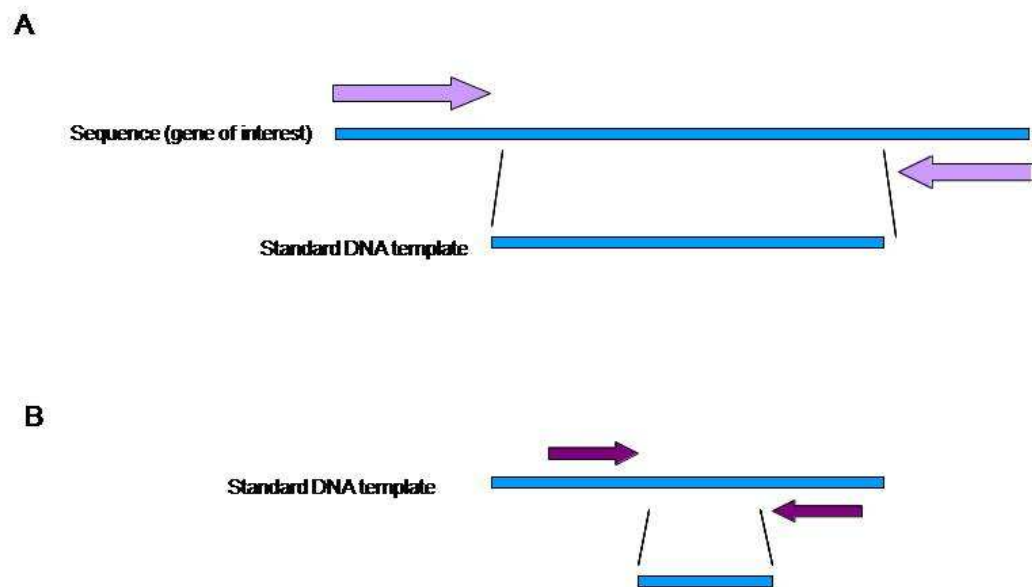 A
Sequence (gene of interest)
Standard DNA template
B
Standard DNA template